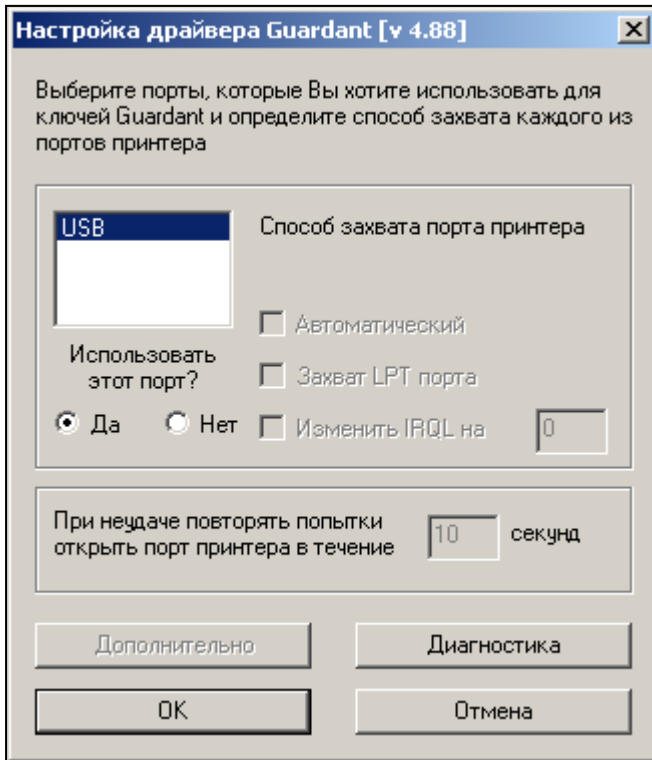 Настройка драйвера Guardant [v 4.88]
Выберите порты, которые Вы хотите использовать для
ключей Guardant и определите способ захвата каждого из
портов принтера
USB
Способ захвата порта принтера
Автоматический
Использовать
этот порт?
Захват LPT порта
Да
Нет
Изменить IRQL на
0
При неудаче повторять попытки
открыть порт принтера в течение
10
секунд
Дополнительно
Диагностика
OK
Отмена